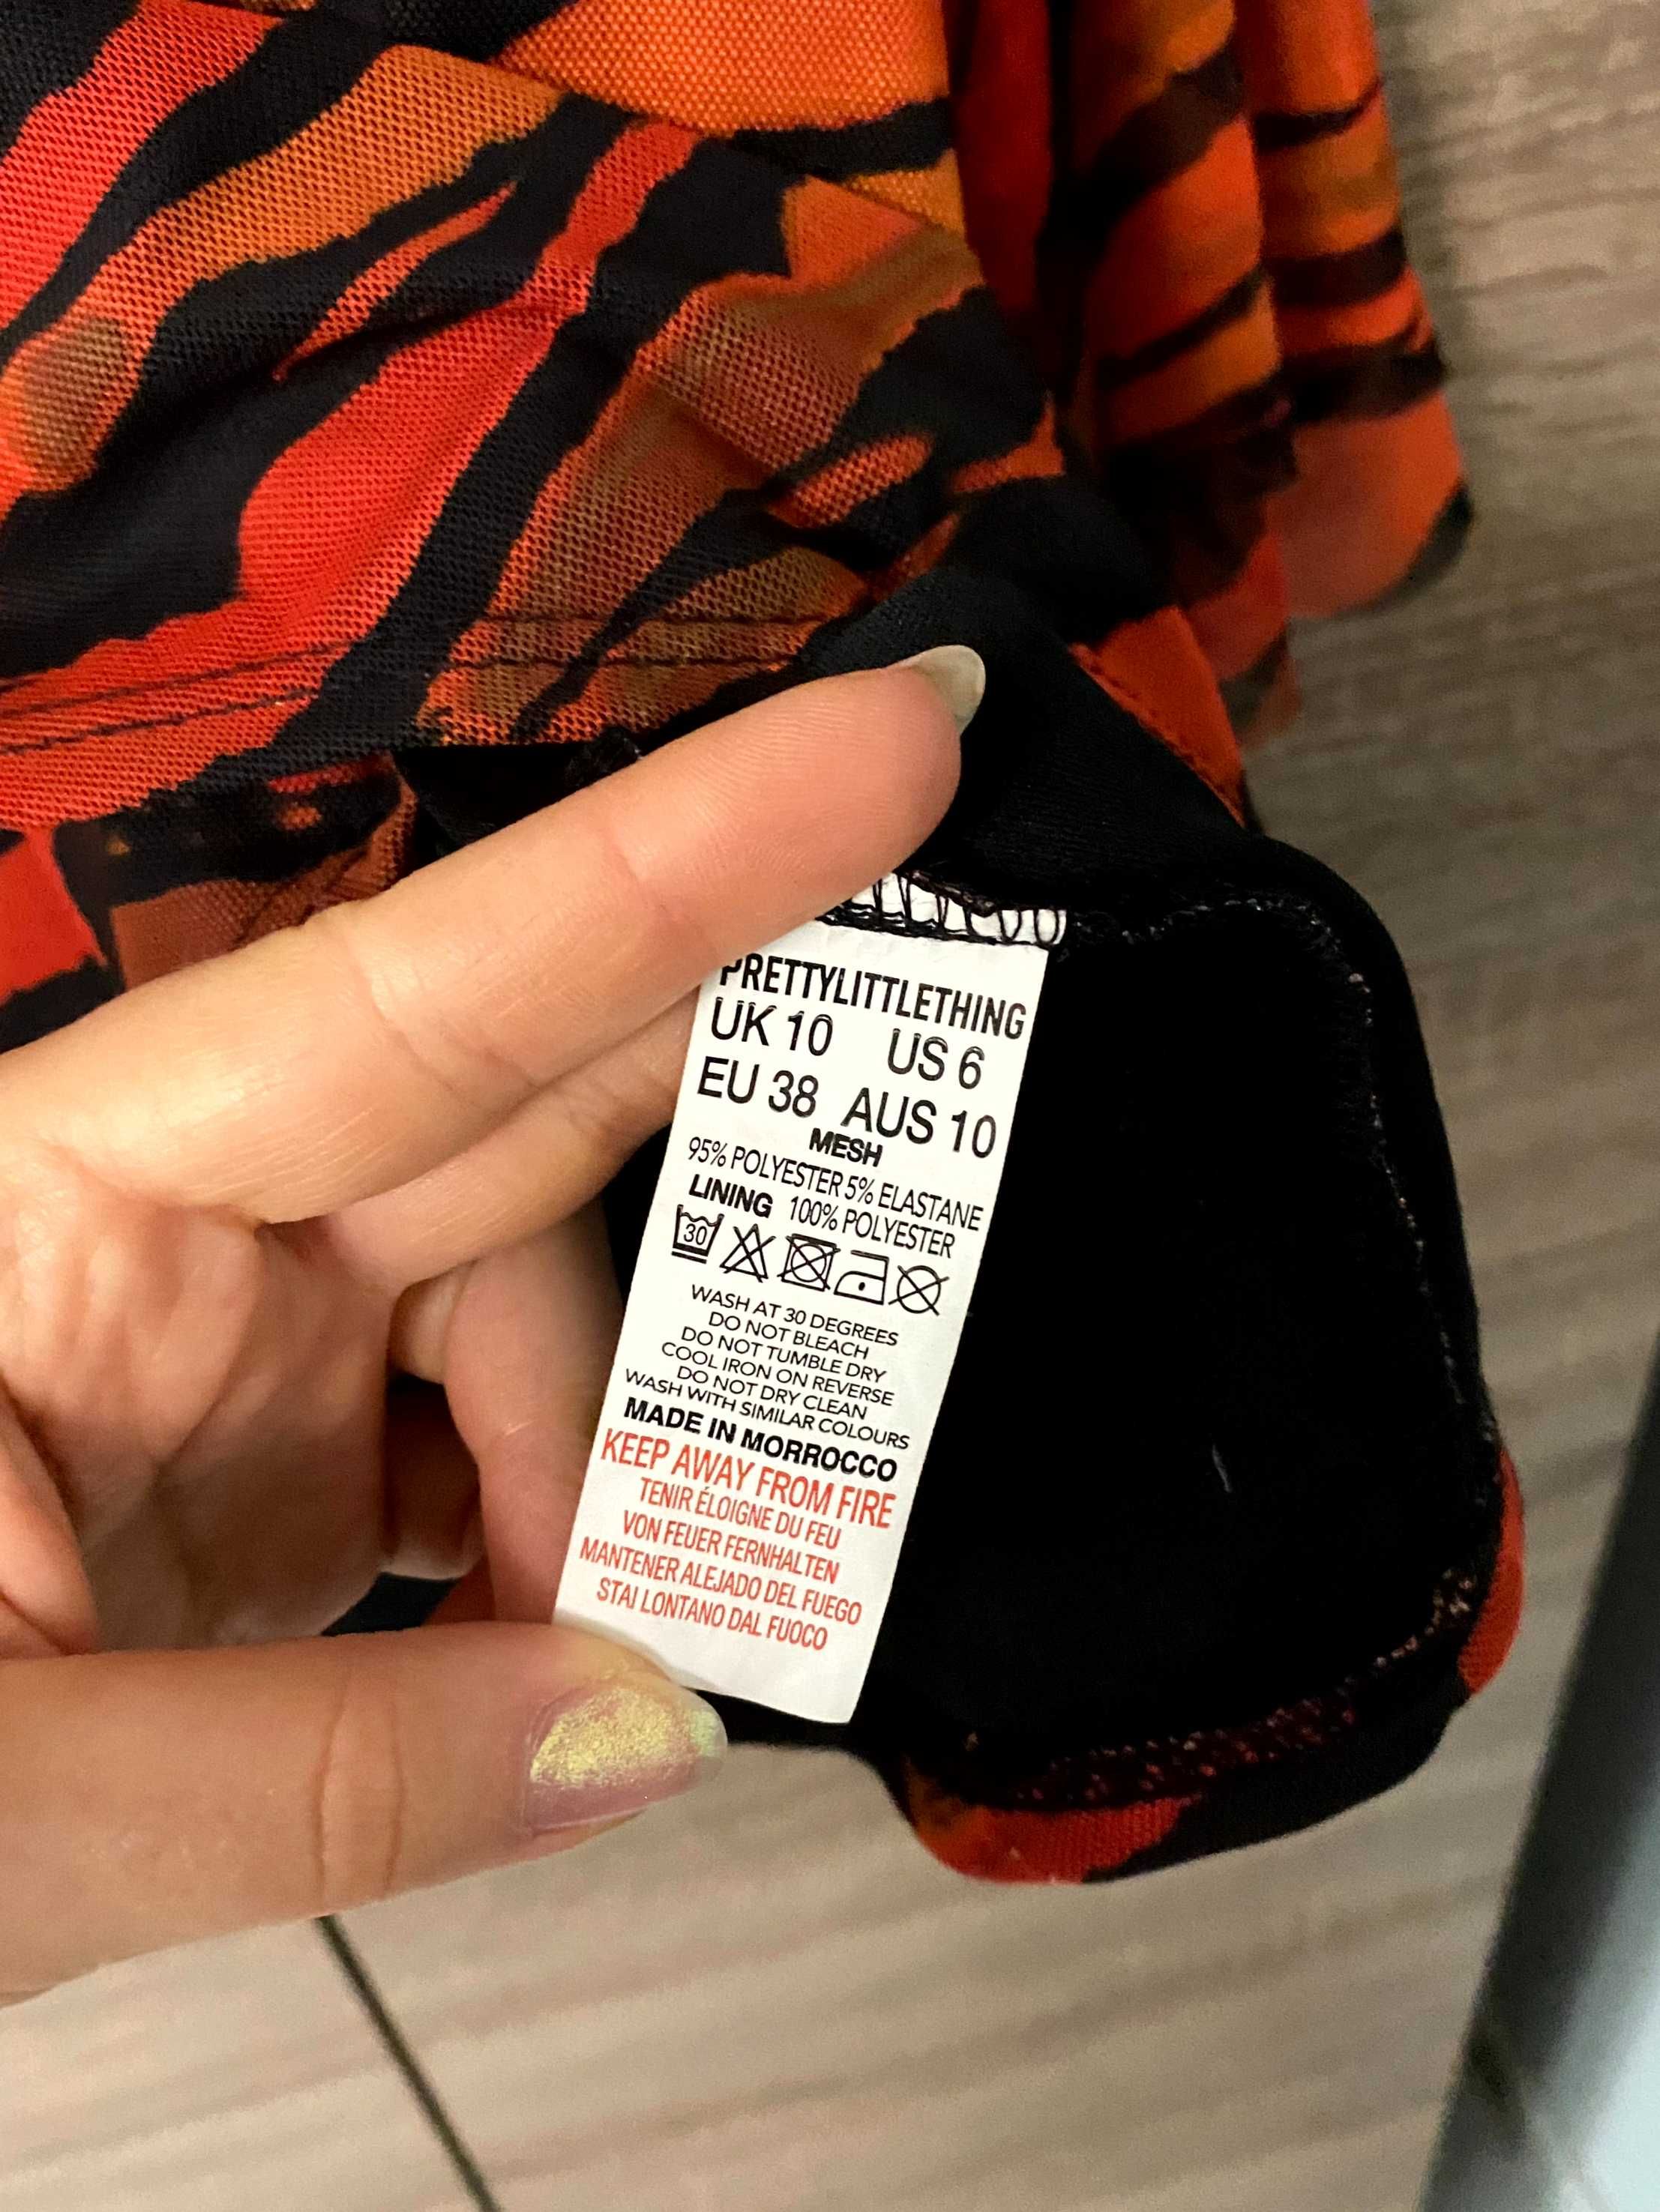 PRETTYLITTLETHING
UK 10 US 6
EU 38 AUS 10
MESH
95% POLYESTER 5% ELASTANE
LINING 100% POLYESTER
30
WASH AT 30 DEGREES
DO NOT BLEACH
DO NOT TUMBLE DRY
COOL IRON ON REVERSE
DO NOT DRY CLEAN
WASH WITH SIMILAR COLOURS
MADE IN MORROCCO
KEEP AWAY FROM FIRE
TENIR ÉLOIGNE DU FEU
VON FEUER FERNHALTEN
MANTENER ALEJADO DEL FUEGO
STAI LONTANO DAL FUOCO